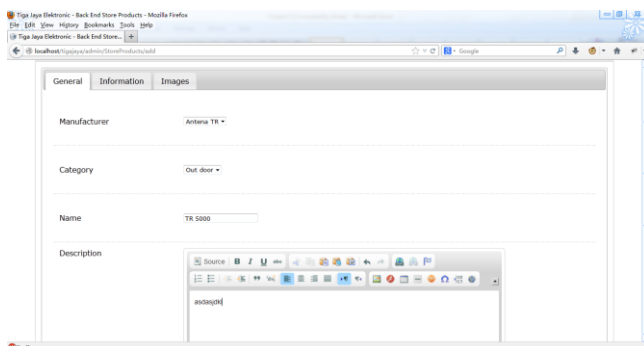 Tiga Jaya Elektronic - Back End Store Products - Mozilla Firefox
File Edit View History Bookmarks Tools Help
Tiga Jaya Elektronic - Back End Store... +
localhost/tigajaya/admin/StoreProducts/add
Google
General Information Images
Manufacturer Antena TR
Category Out door
Name TR 5000
Description
Source B I U abc
asdasjdkl